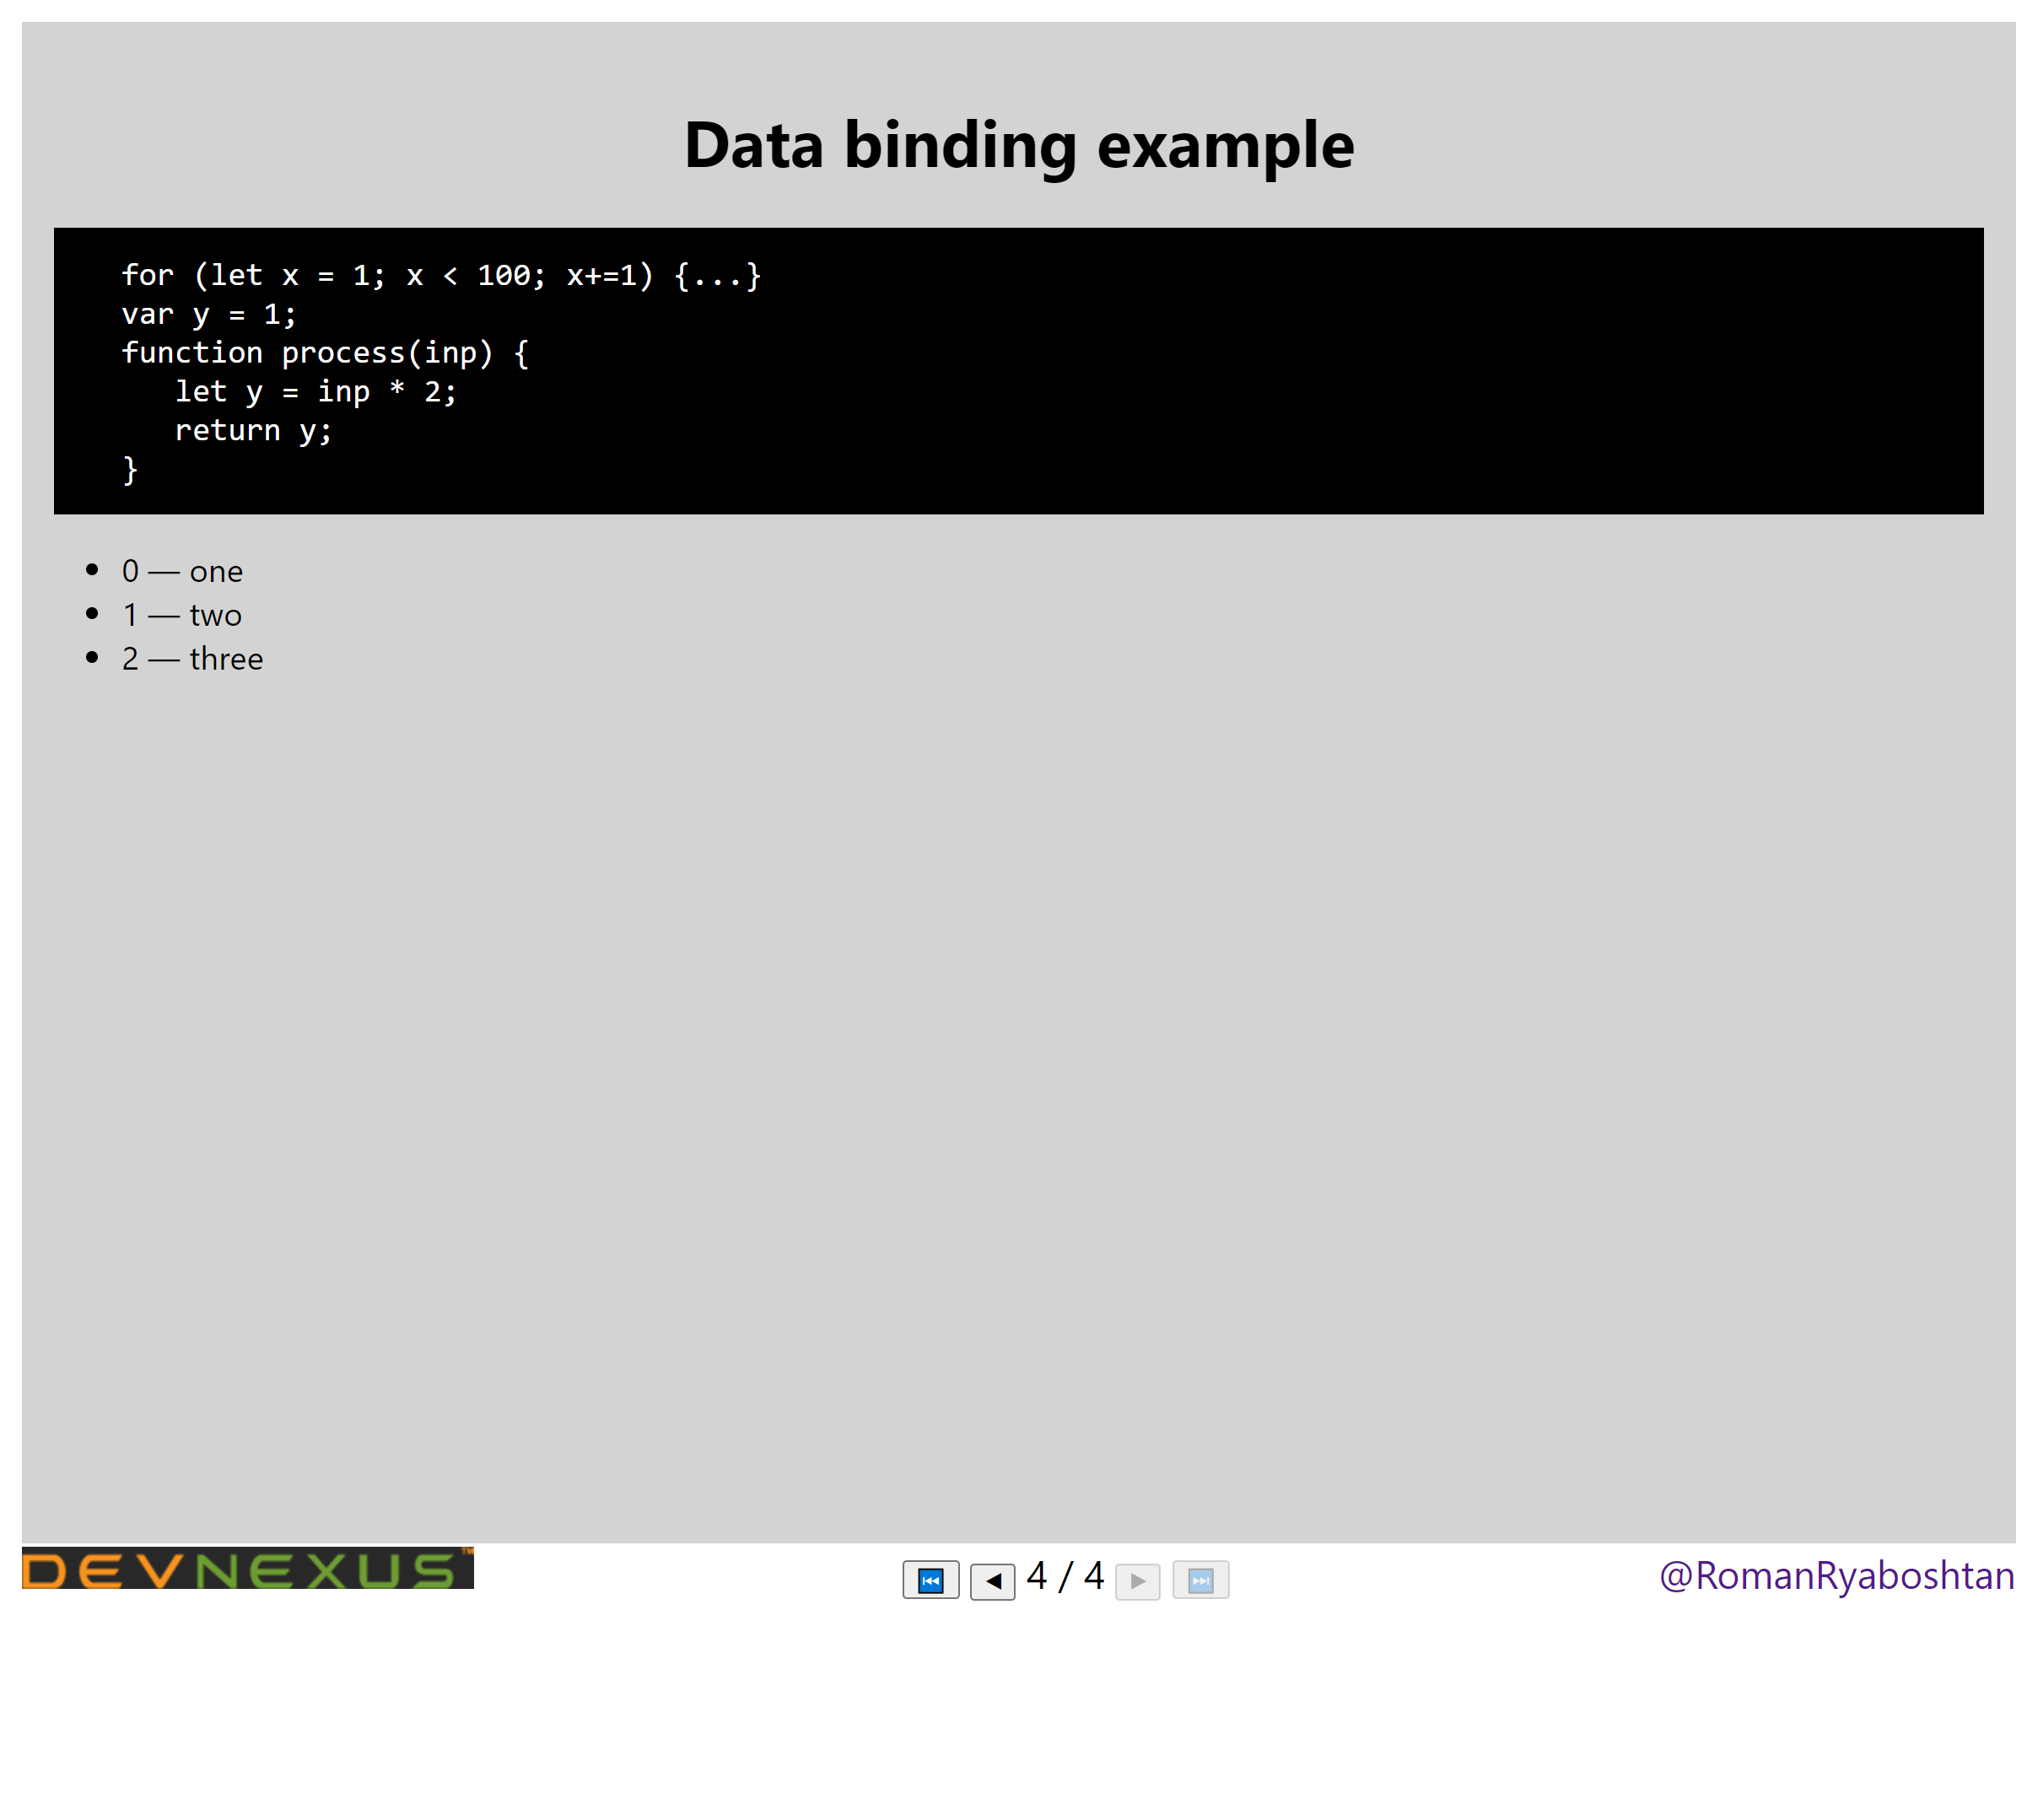 Data binding example
for (let x = 1; x < 100; x+=1) {...}
var y = 1;
function process(inp) {
   let y = inp * 2;
   return y;
}
• 0 — one
• 1 — two
• 2 — three
DEVNEXUS™
⏮ ◀ 4 / 4 ▶ ⏭
@RomanRyaboshtan